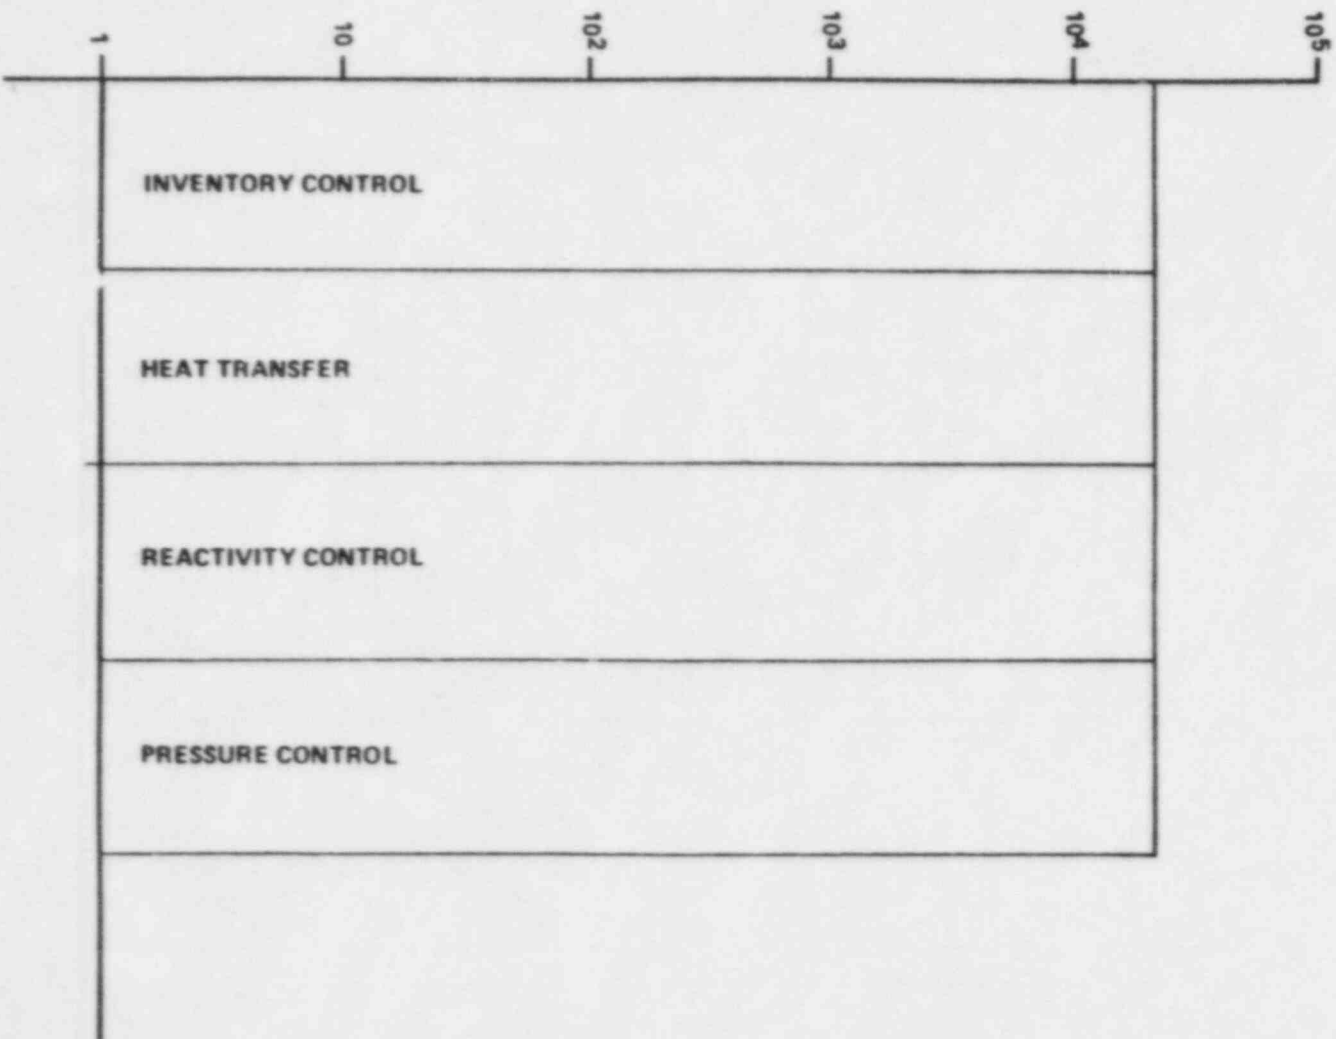 1 10 10² 10³ 10⁴ 10⁵
INVENTORY CONTROL
HEAT TRANSFER
REACTIVITY CONTROL
PRESSURE CONTROL